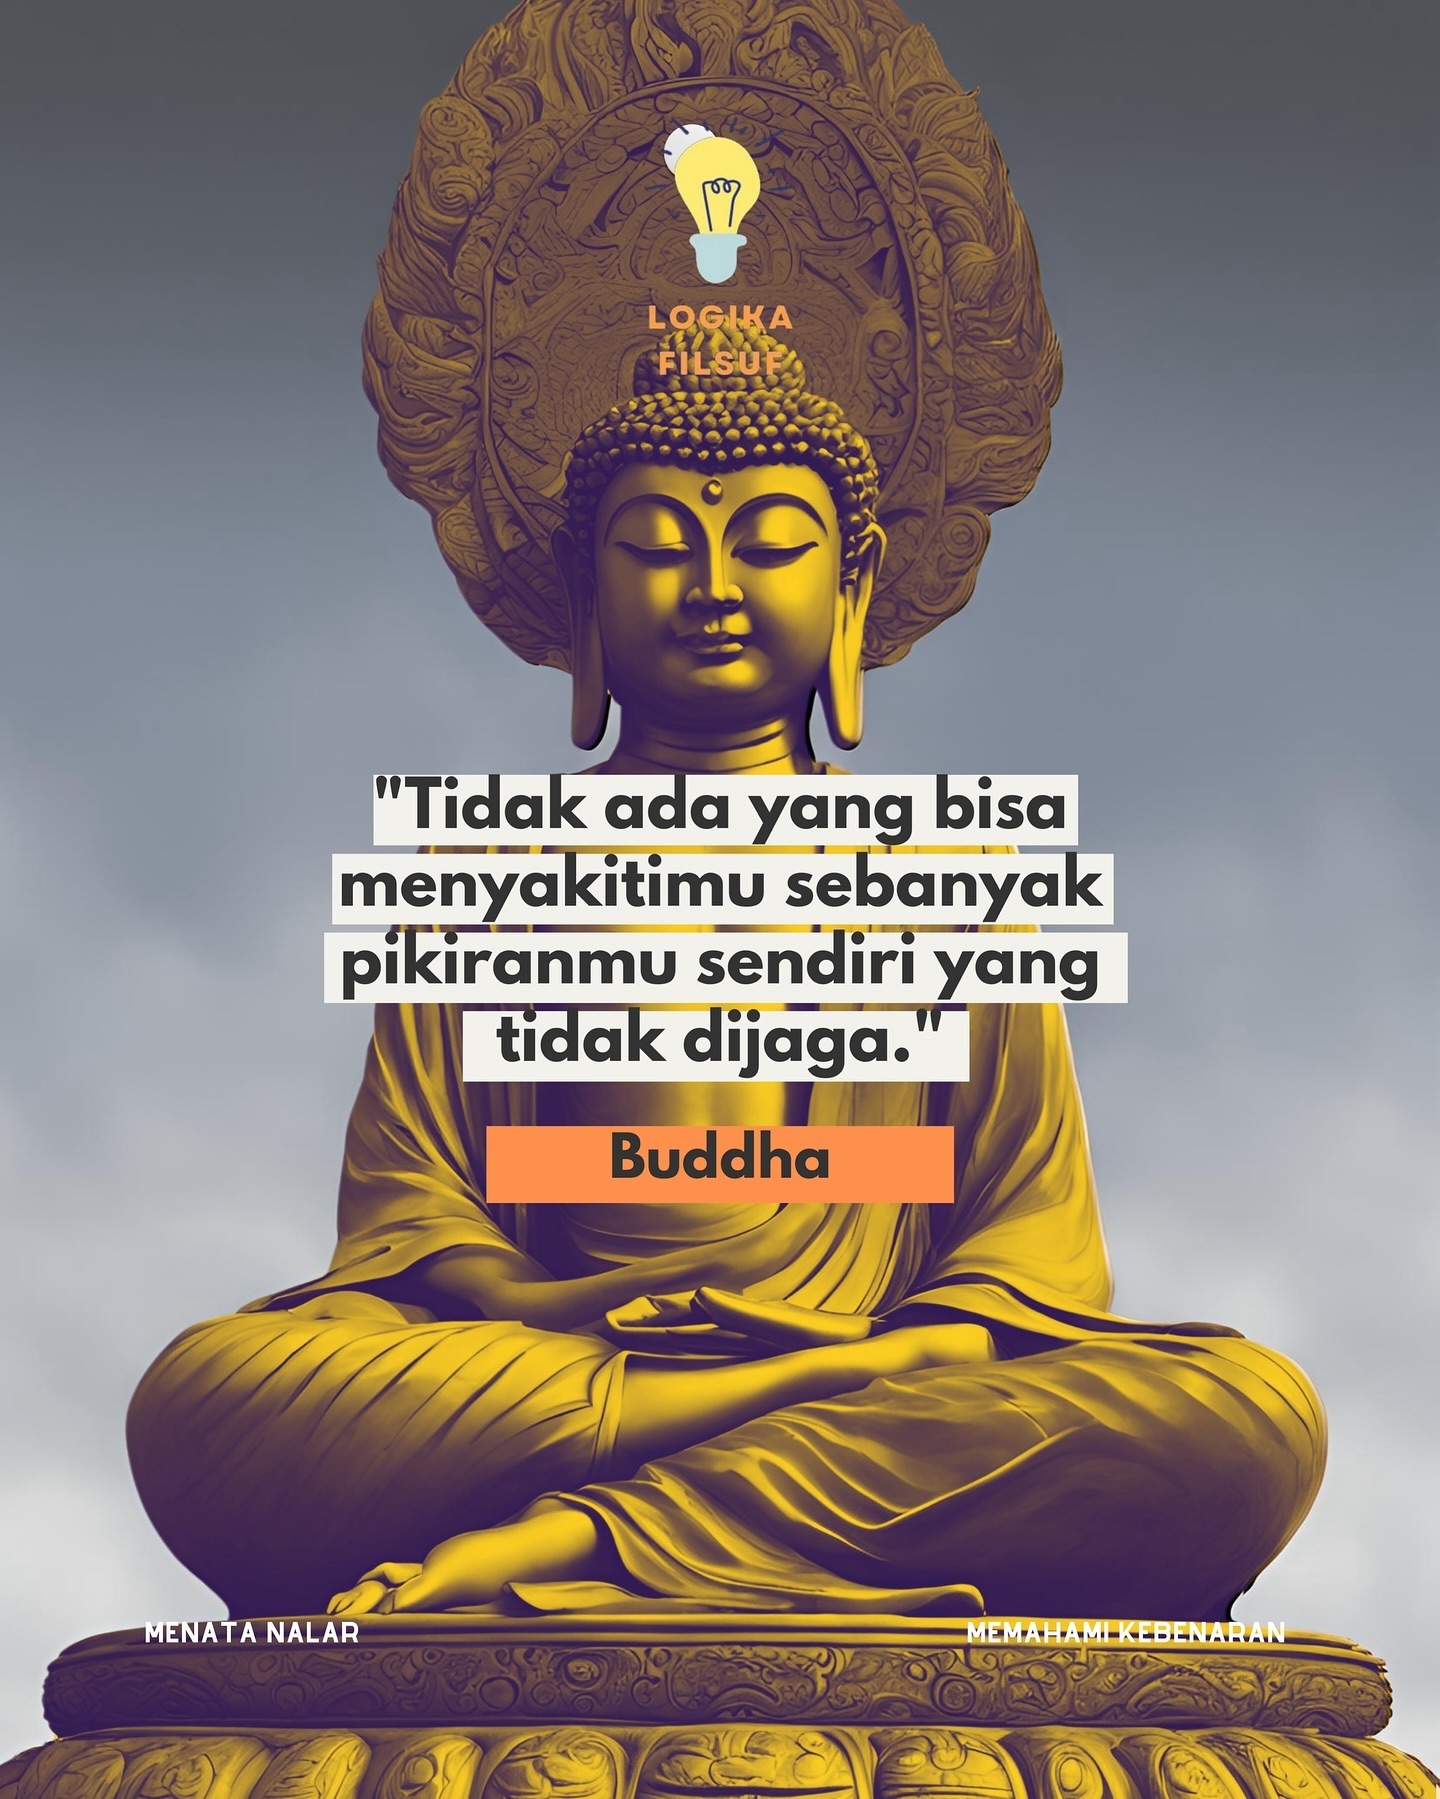 LOGIKA
FILSUF
"Tidak ada yang bisa
menyakitimu sebanyak
pikiranmu sendiri yang
tidak dijaga."
Buddha
MENATA NALAR
MEMAHAMI KEBENARAN